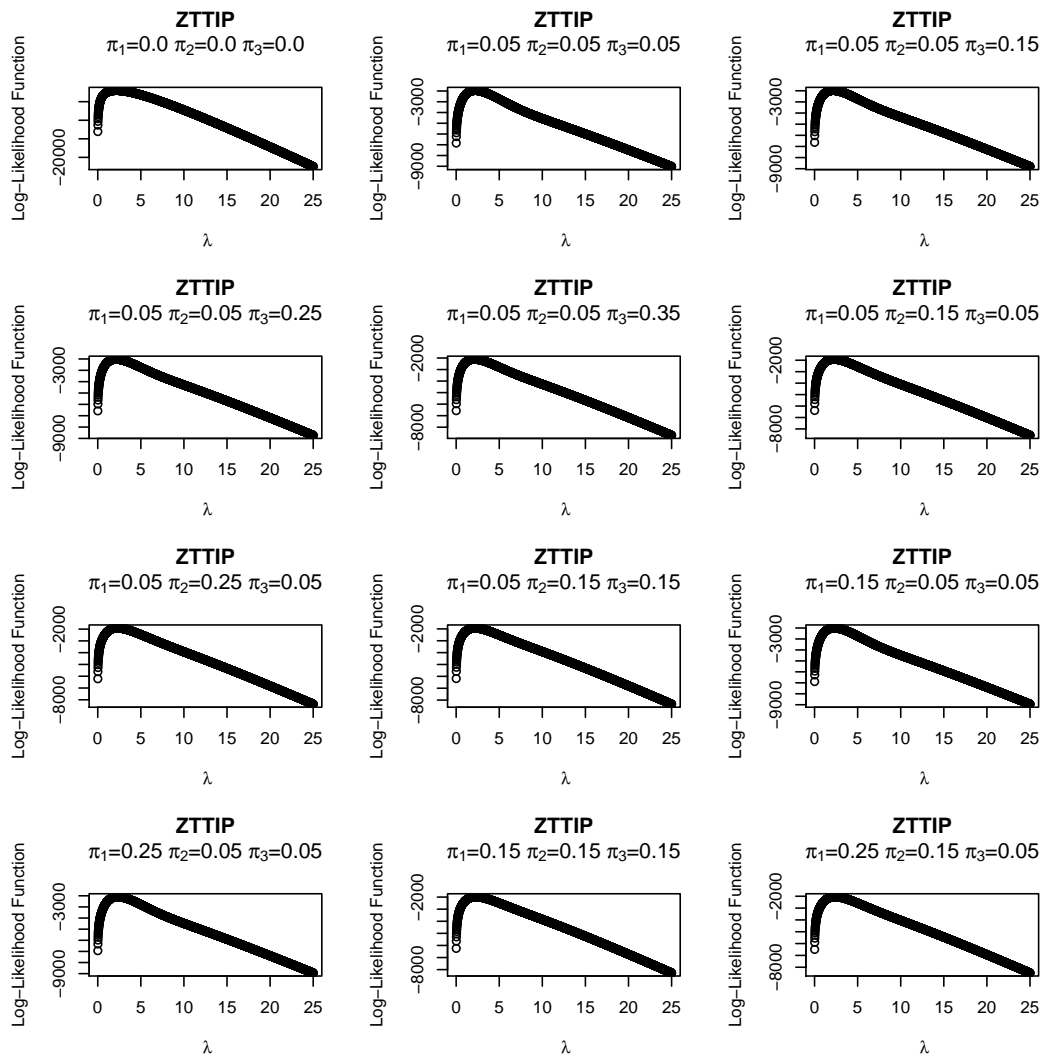 ZTTIP
π1=0.0 π2=0.0 π3=0.0
Log−Likelihood Function
−20000
0 5 10 15 20 25
λ
ZTTIP
π1=0.05 π2=0.05 π3=0.05
Log−Likelihood Function
−9000 −3000
0 5 10 15 20 25
λ
ZTTIP
π1=0.05 π2=0.05 π3=0.15
Log−Likelihood Function
−9000 −3000
0 5 10 15 20 25
λ
ZTTIP
π1=0.05 π2=0.05 π3=0.25
Log−Likelihood Function
−9000 −3000
0 5 10 15 20 25
λ
ZTTIP
π1=0.05 π2=0.05 π3=0.35
Log−Likelihood Function
−8000 −2000
0 5 10 15 20 25
λ
ZTTIP
π1=0.05 π2=0.15 π3=0.05
Log−Likelihood Function
−8000 −2000
0 5 10 15 20 25
λ
ZTTIP
π1=0.05 π2=0.25 π3=0.05
Log−Likelihood Function
−8000 −2000
0 5 10 15 20 25
λ
ZTTIP
π1=0.05 π2=0.15 π3=0.15
Log−Likelihood Function
−8000 −2000
0 5 10 15 20 25
λ
ZTTIP
π1=0.15 π2=0.05 π3=0.05
Log−Likelihood Function
−9000 −3000
0 5 10 15 20 25
λ
ZTTIP
π1=0.25 π2=0.05 π3=0.05
Log−Likelihood Function
−9000 −3000
0 5 10 15 20 25
λ
ZTTIP
π1=0.15 π2=0.15 π3=0.15
Log−Likelihood Function
−8000 −2000
0 5 10 15 20 25
λ
ZTTIP
π1=0.25 π2=0.15 π3=0.05
Log−Likelihood Function
−8000 −2000
0 5 10 15 20 25
λ